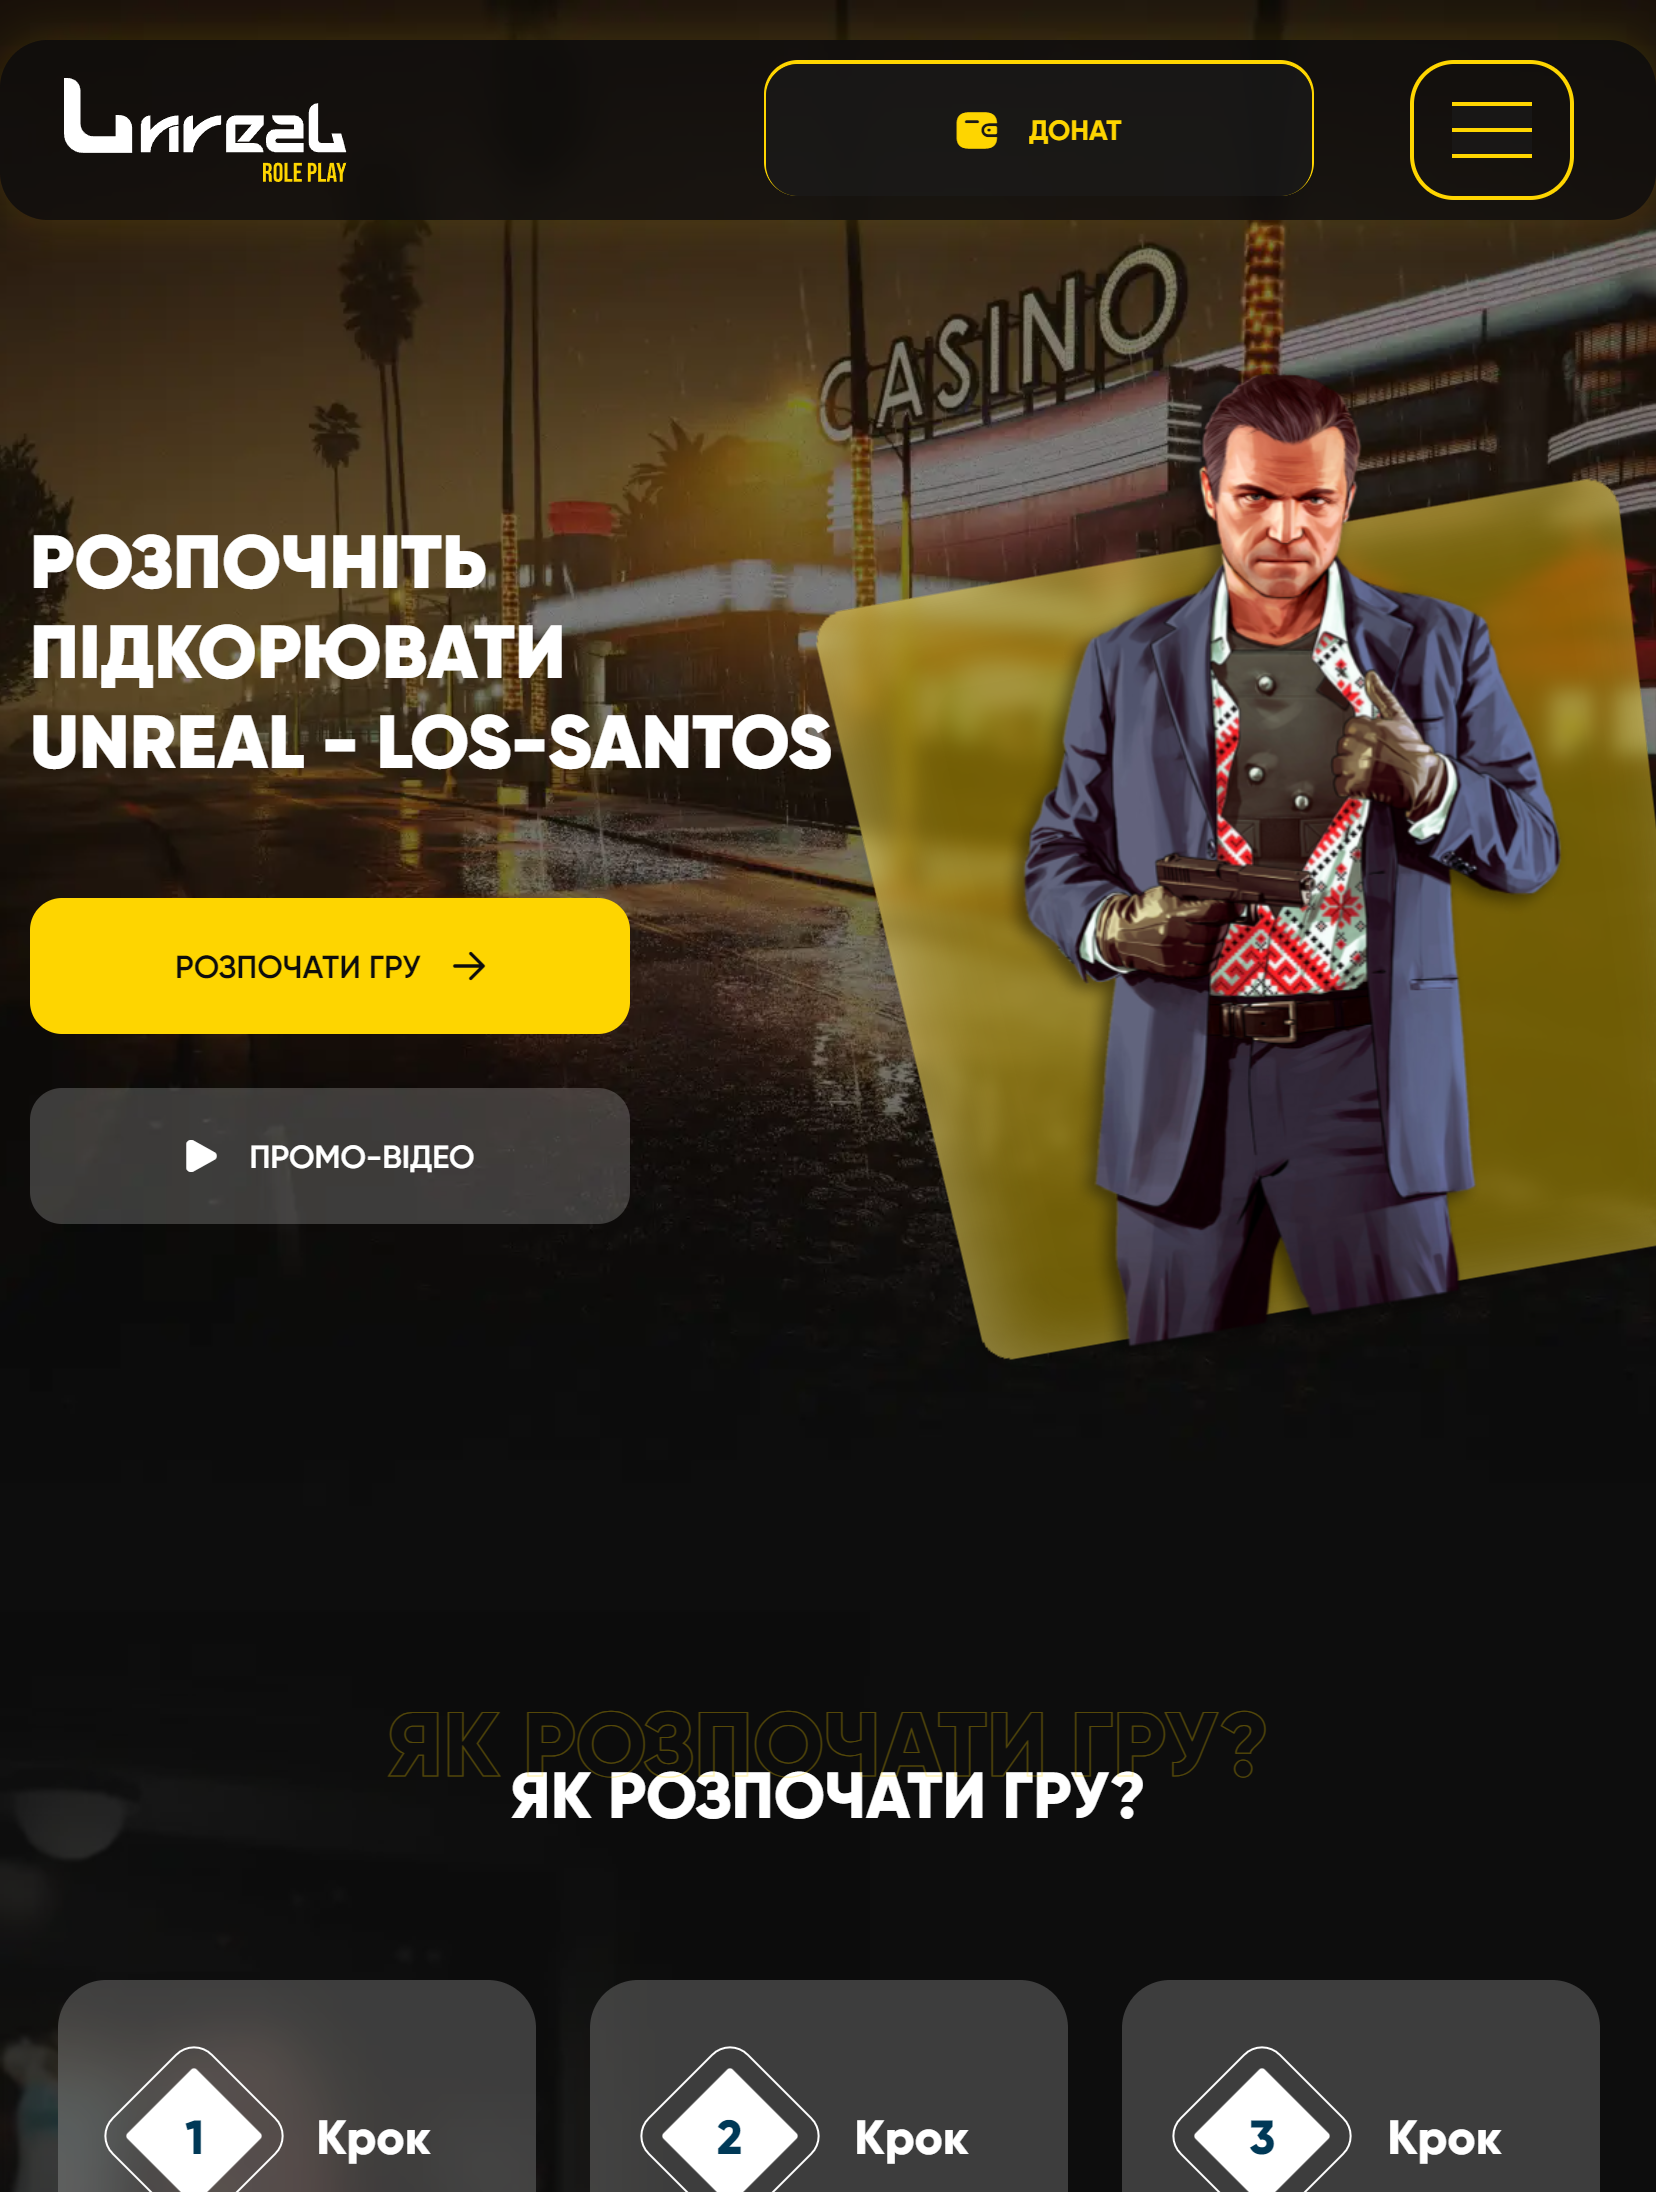 Unreal
ROLE PLAY
ДОНАТ
CASINO
РОЗПОЧНІТЬ
ПІДКОРЮВАТИ
UNREAL - LOS-SANTOS
РОЗПОЧАТИ ГРУ
ПРОМО-ВІДЕО
ЯК РОЗПОЧАТИ ГРУ?
ЯК РОЗПОЧАТИ ГРУ?
1 Крок
2 Крок
3 Крок